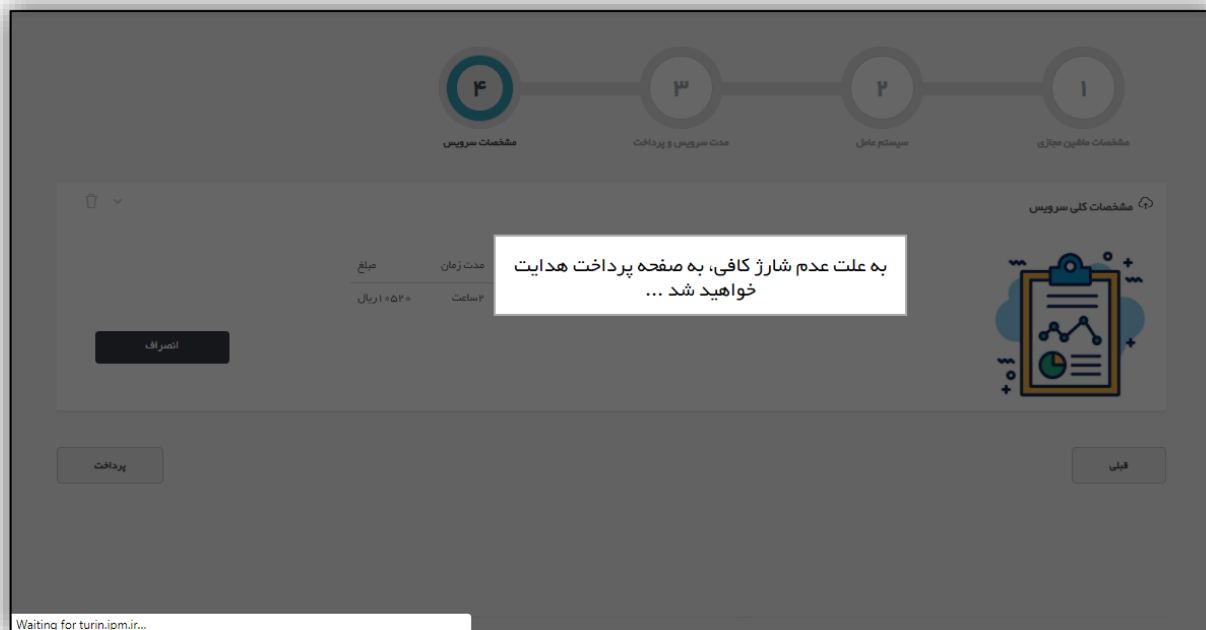 ۱
۲
۳
۴
مشخصات ماشین مجازی
سیستم عامل
مدت سرویس و پرداخت
مشخصات سرویس
مشخصات کلی سرویس
به علت عدم شارژ کافی، به صفحه پرداخت هدایت
خواهید شد ...
مدت زمان
مبلغ
۲ساعت
۱۰۵۲۰ریال
انصراف
قبلی
پرداخت
Waiting for turin.ipm.ir...